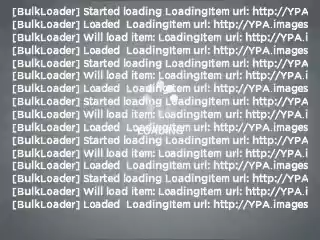 [BulkLoader] Started loading LoadingItem url: http://YPA
[BulkLoader] Loaded LoadingItem url: http://YPA.images
[BulkLoader] Will load item: LoadingItem url: http://YPA.i
[BulkLoader] Loaded LoadingItem url: http://YPA.images
[BulkLoader] Started loading LoadingItem url: http://YPA
[BulkLoader] Will load item: LoadingItem url: http://YPA.i
[BulkLoader] Loaded LoadingItem url: http://YPA.images
[BulkLoader] Started loading LoadingItem url: http://YPA
[BulkLoader] Will load item: LoadingItem url: http://YPA.i
[BulkLoader] Loaded LoadingItem url: http://YPA.images
LOADING
[BulkLoader] Started loading LoadingItem url: http://YPA
[BulkLoader] Will load item: LoadingItem url: http://YPA.i
[BulkLoader] Loaded LoadingItem url: http://YPA.images
[BulkLoader] Started loading LoadingItem url: http://YPA
[BulkLoader] Will load item: LoadingItem url: http://YPA.i
[BulkLoader] Loaded LoadingItem url: http://YPA.images